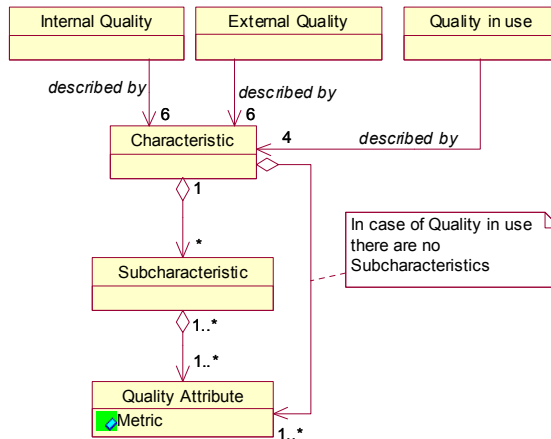 Internal Quality
External Quality
Quality in use
described by
described by
described by
6
6
4
Characteristic
1
*
In case of Quality in use
there are no
Subcharacteristics
Subcharacteristic
1..*
1..*
Quality Attribute
Metric
1..*